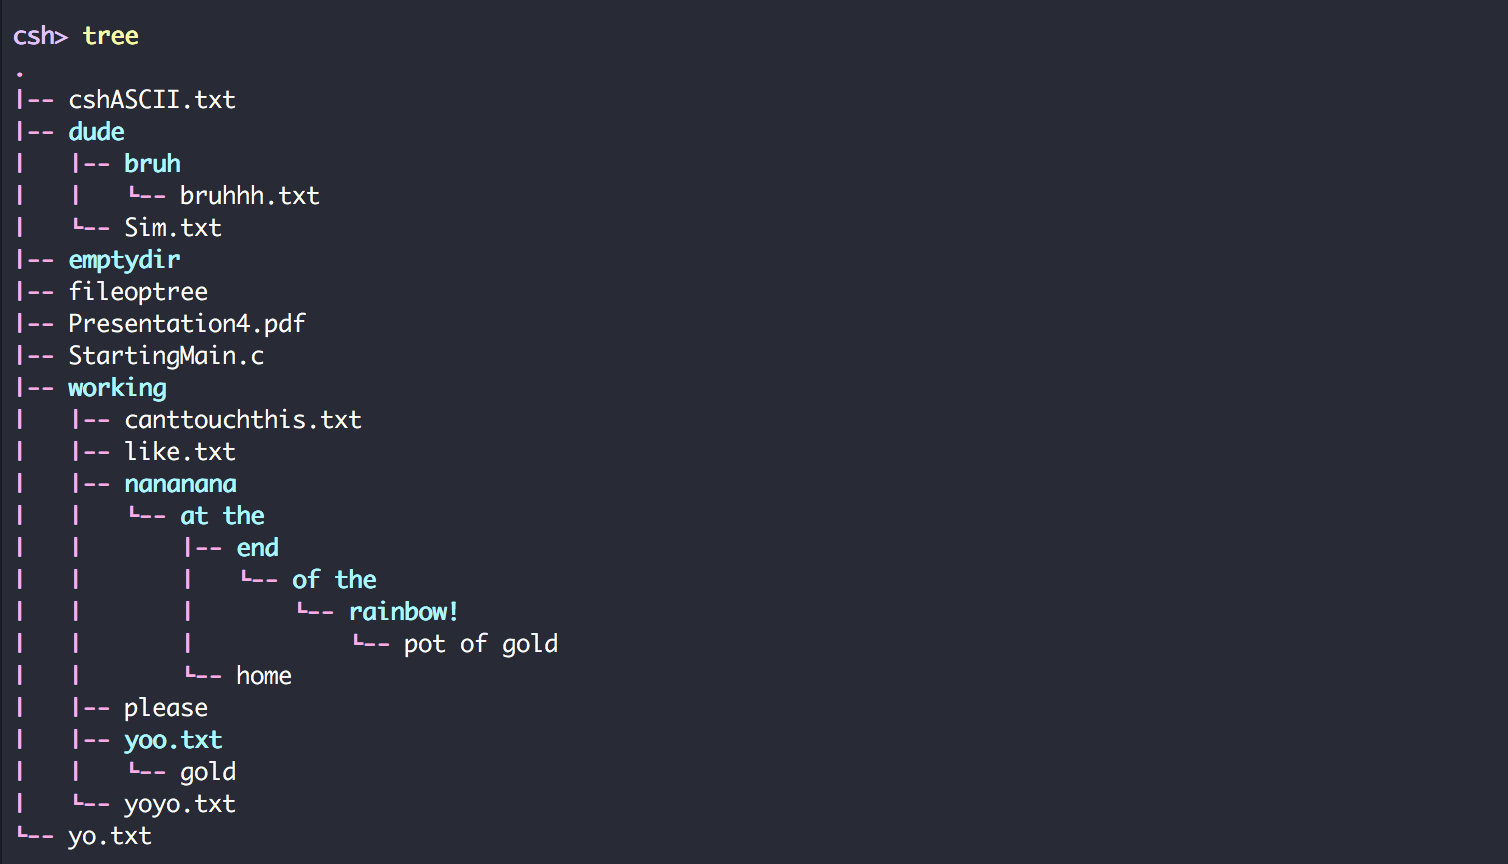 csh> tree
.
|-- cshASCII.txt
|-- dude
|   |-- bruh
|   |   ┗-- bruhhh.txt
|   ┗-- Sim.txt
|-- emptydir
|-- fileoptree
|-- Presentation4.pdf
|-- StartingMain.c
|-- working
|   |-- canttouchthis.txt
|   |-- like.txt
|   |-- nananana
|   |   ┗-- at the
|   |       |-- end
|   |       |   ┗-- of the
|   |       |       ┗-- rainbow!
|   |       |           ┗-- pot of gold
|   |       ┗-- home
|   |-- please
|   |-- yoo.txt
|   |   ┗-- gold
|   ┗-- yoyo.txt
┗-- yo.txt